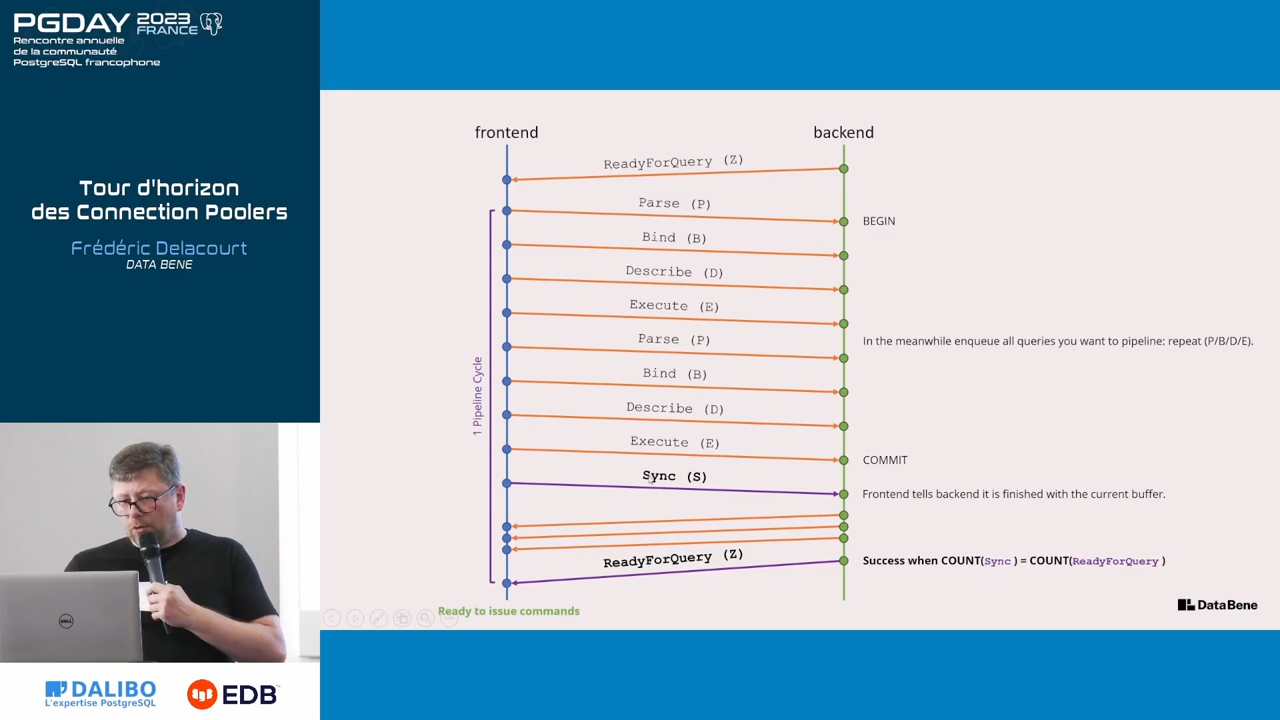 PGDAY 2023 FRANCE
Rencontre annuelle
de la communauté
PostgreSQL francophone
Tour d'horizon
des Connection Poolers
Frédéric Delacourt
DATA BENE
DALIBO
L'expertise PostgreSQL
EDB
frontend
backend
ReadyForQuery (Z)
Parse (P)
BEGIN
Bind (B)
Describe (D)
Execute (E)
Parse (P)
In the meanwhile enqueue all queries you want to pipeline: repeat (P/B/D/E).
Bind (B)
1 Pipeline Cycle
Describe (D)
Execute (E)
COMMIT
Sync (S)
Frontend tells backend it is finished with the current buffer.
ReadyForQuery (Z)
Success when COUNT(Sync ) = COUNT(ReadyForQuery )
Ready to issue commands
Data Bene